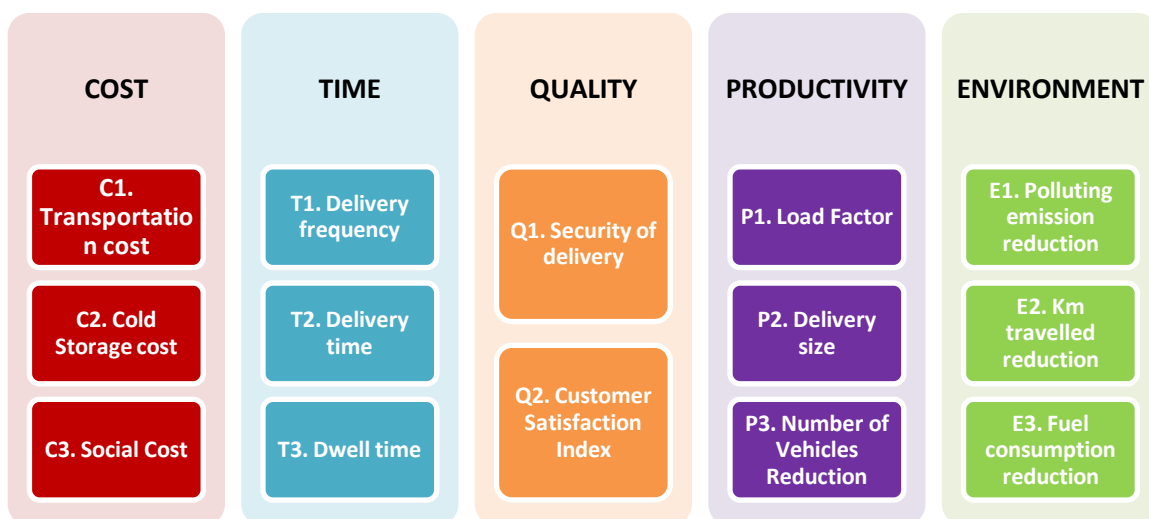 COST
C1.
Transportatio
n cost
C2. Cold
Storage cost
C3. Social Cost
TIME
T1. Delivery
frequency
T2. Delivery
time
T3. Dwell time
QUALITY
Q1. Security of
delivery
Q2. Customer
Satisfaction
Index
PRODUCTIVITY
P1. Load Factor
P2. Delivery
size
P3. Number of
Vehicles
Reduction
ENVIRONMENT
E1. Polluting
emission
reduction
E2. Km
travelled
reduction
E3. Fuel
consumption
reduction